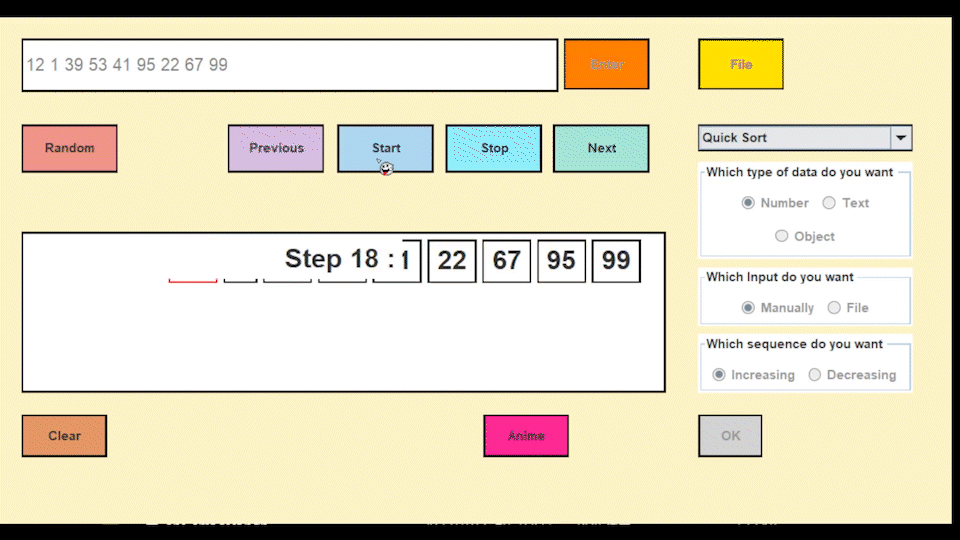 12 1 39 53 41 95 22 67 99
Enter
File
Random
Previous
Start
Stop
Next
Quick Sort
Which type of data do you want
Number Text
Object
Step 18 : 22 67 95 99
Which Input do you want
Manually File
Which sequence do you want
Increasing Decreasing
Clear
Anime
OK